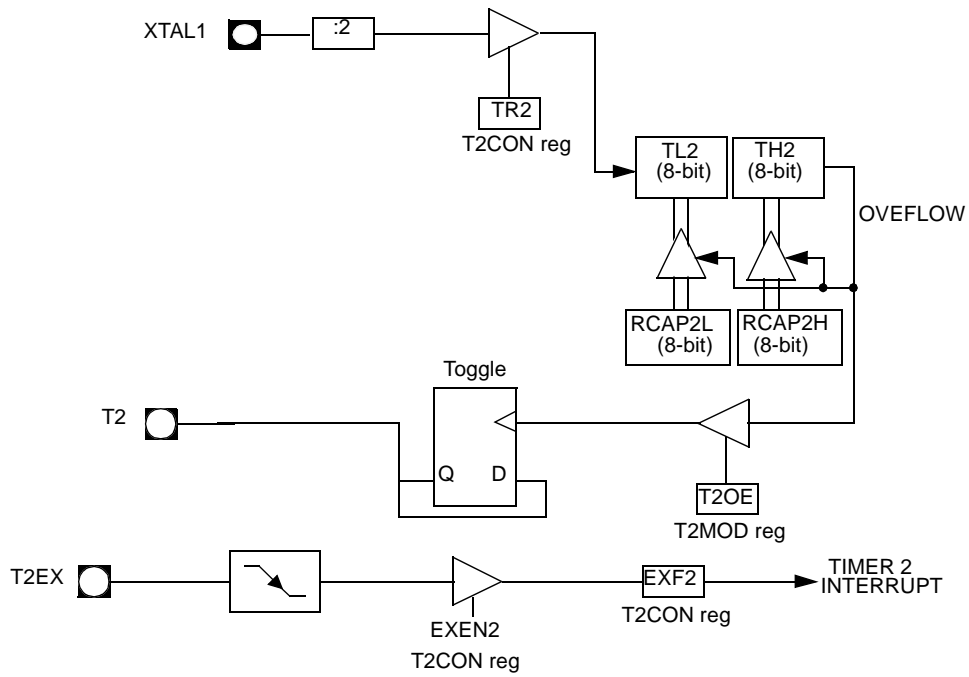 XTAL1
:2
TR2
T2CON reg
TL2
(8-bit)
TH2
(8-bit)
OVEFLOW
RCAP2L
(8-bit)
RCAP2H
(8-bit)
Toggle
T2
Q
D
T2OE
T2MOD reg
T2EX
EXEN2
T2CON reg
EXF2
T2CON reg
TIMER 2
INTERRUPT